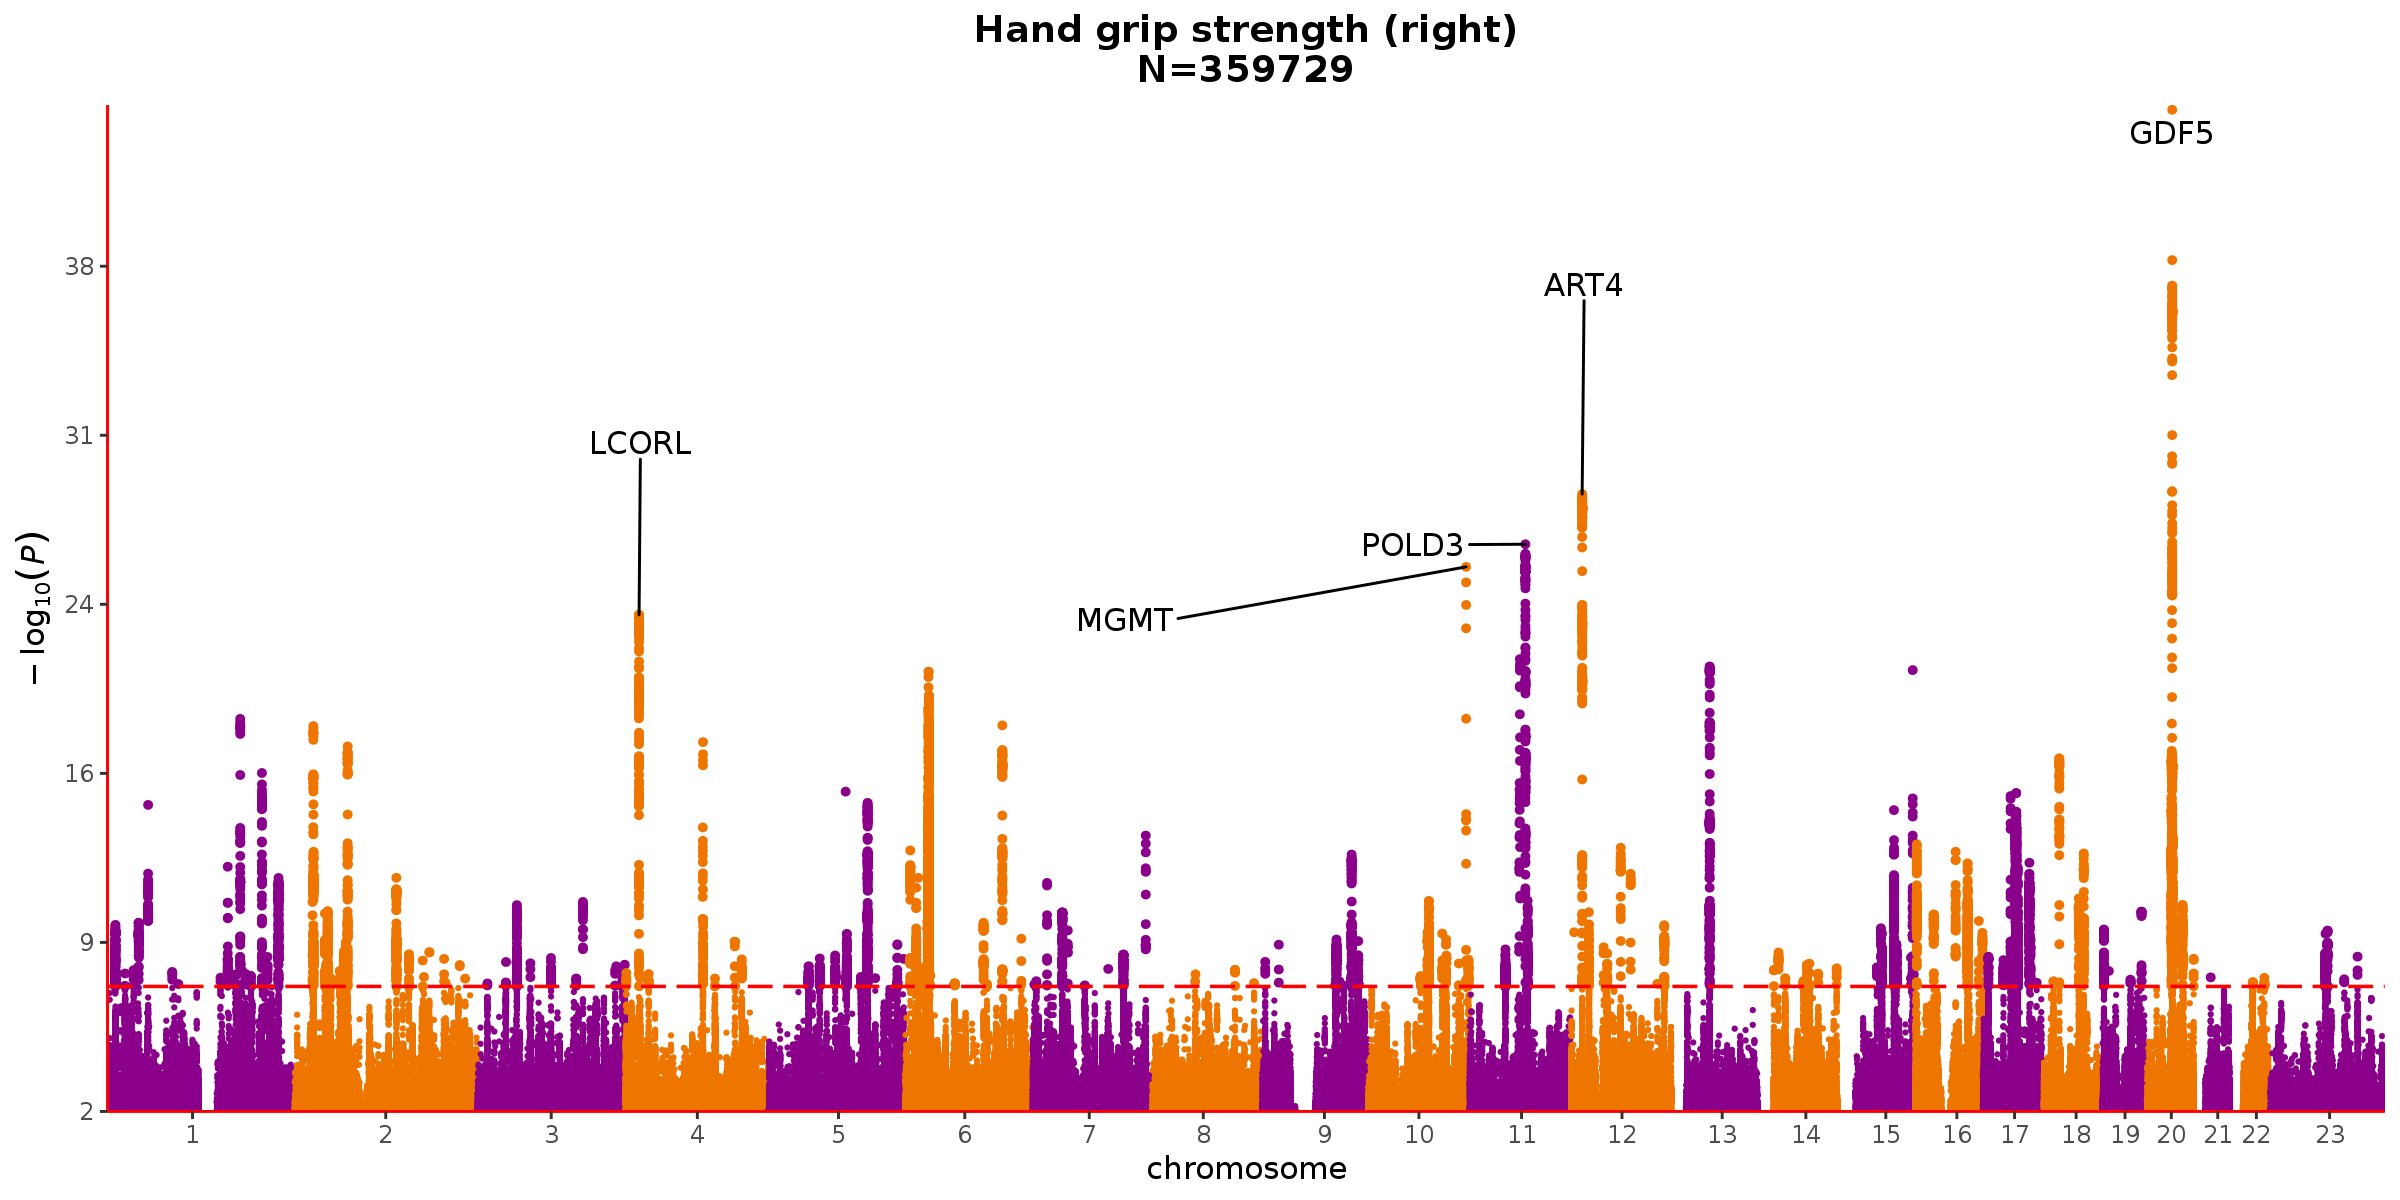 Hand grip strength (right)
N=359729
GDF5
38
ART4
31
LCORL
POLD3
24
MGMT
16
9
2
− log10(P)
1 2 3 4 5 6 7 8 9 10 11 12 13 14 15 16 17 18 19 20 21 22 23
chromosome